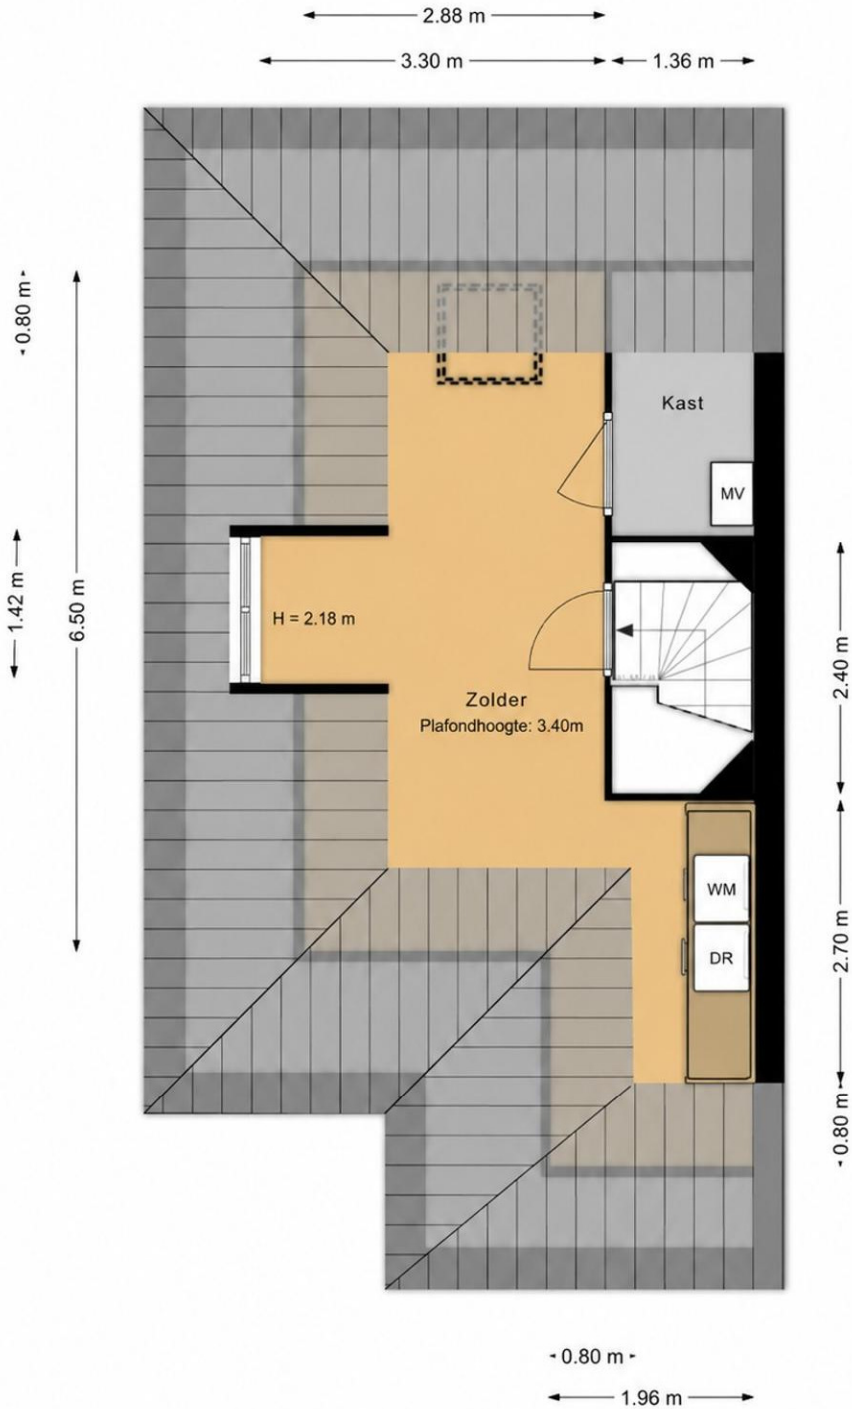 2.88 m
3.30 m
1.36 m
0.80 m
Kast
MV
1.42 m
6.50 m
H = 2.18 m
2.40 m
Zolder
Plafondhoogte: 3.40m
WM
2.70 m
DR
0.80 m
0.80 m
1.96 m